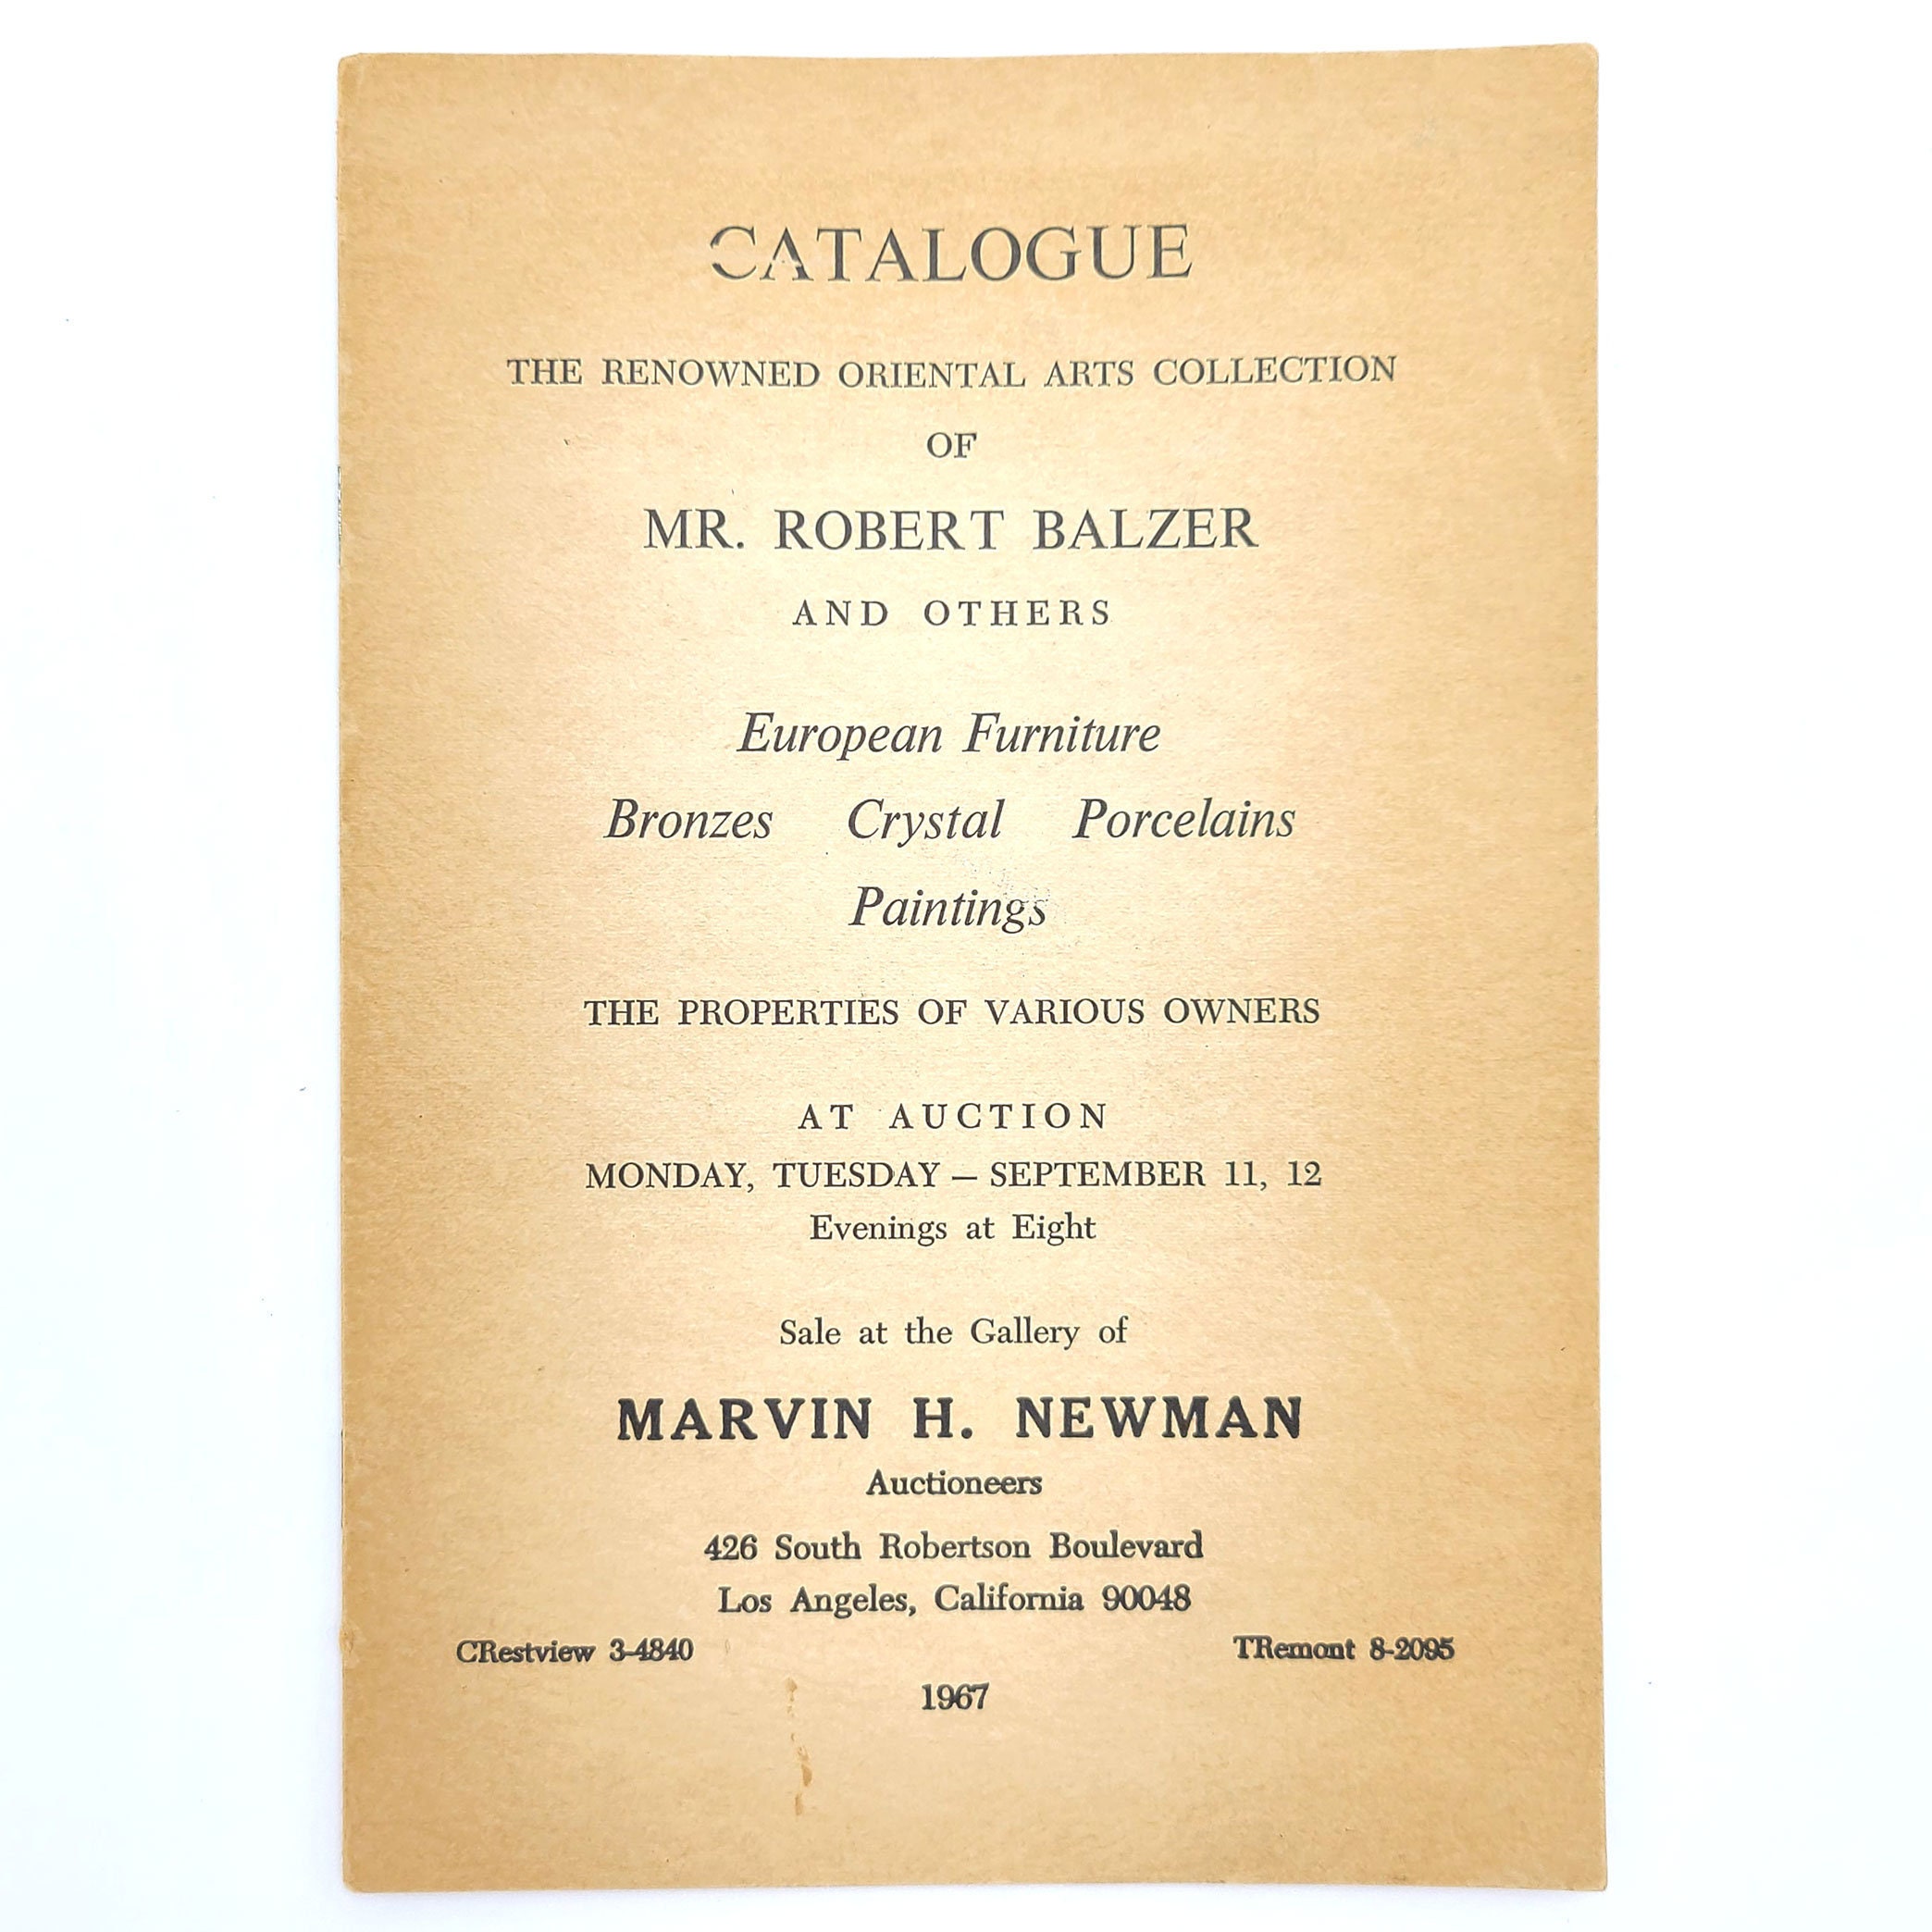 CATALOGUE
THE RENOWNED ORIENTAL ARTS COLLECTION
OF
MR. ROBERT BALZER
AND OTHERS
European Furniture
Bronzes Crystal Porcelains
Paintings
THE PROPERTIES OF VARIOUS OWNERS
AT AUCTION
MONDAY, TUESDAY — SEPTEMBER 11, 12
Evenings at Eight
Sale at the Gallery of
MARVIN H. NEWMAN
Auctioneers
426 South Robertson Boulevard
Los Angeles, California 90048
CRestview 3-4840 TRemont 8-2095
1967